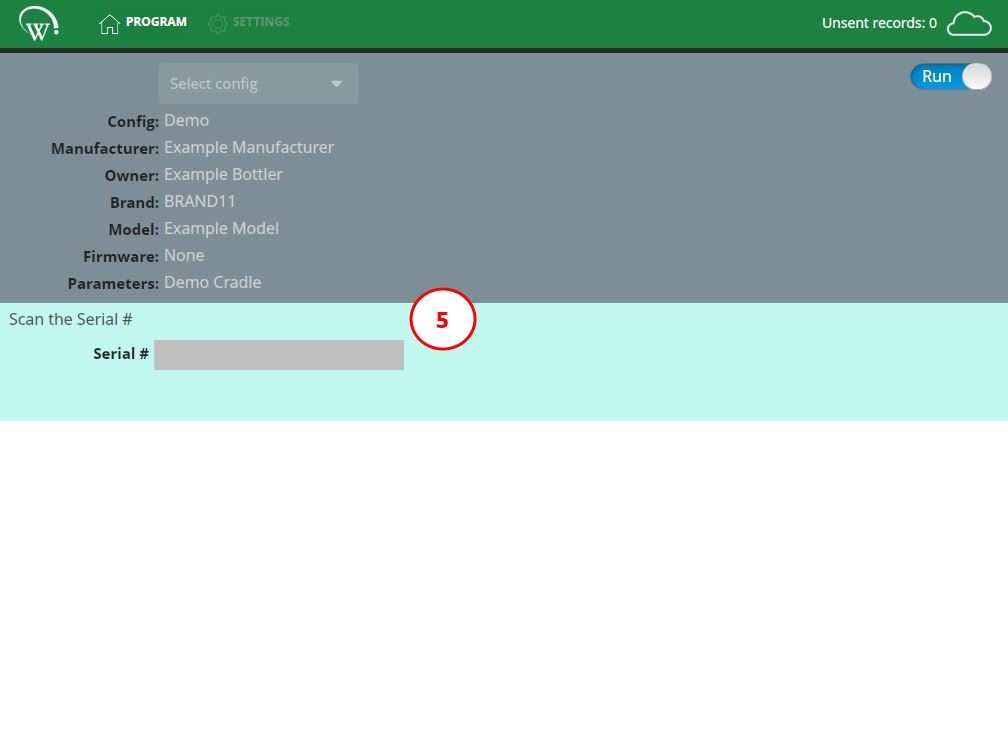 W PROGRAM SETTINGS Unsent records: 0
Select config Run
Config: Demo
Manufacturer: Example Manufacturer
Owner: Example Bottler
Brand: BRAND11
Model: Example Model
Firmware: None
Parameters: Demo Cradle
Scan the Serial # 5
Serial #